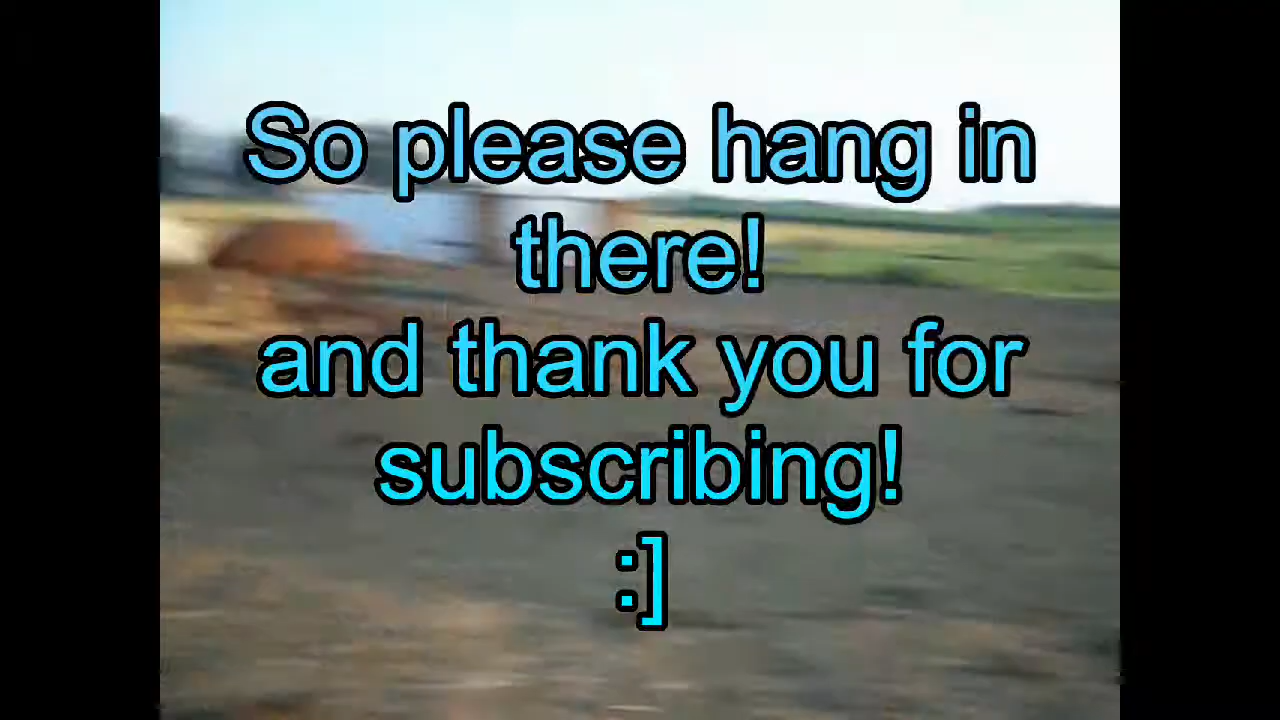 So please hang in
there!
and thank you for
subscribing!
:]